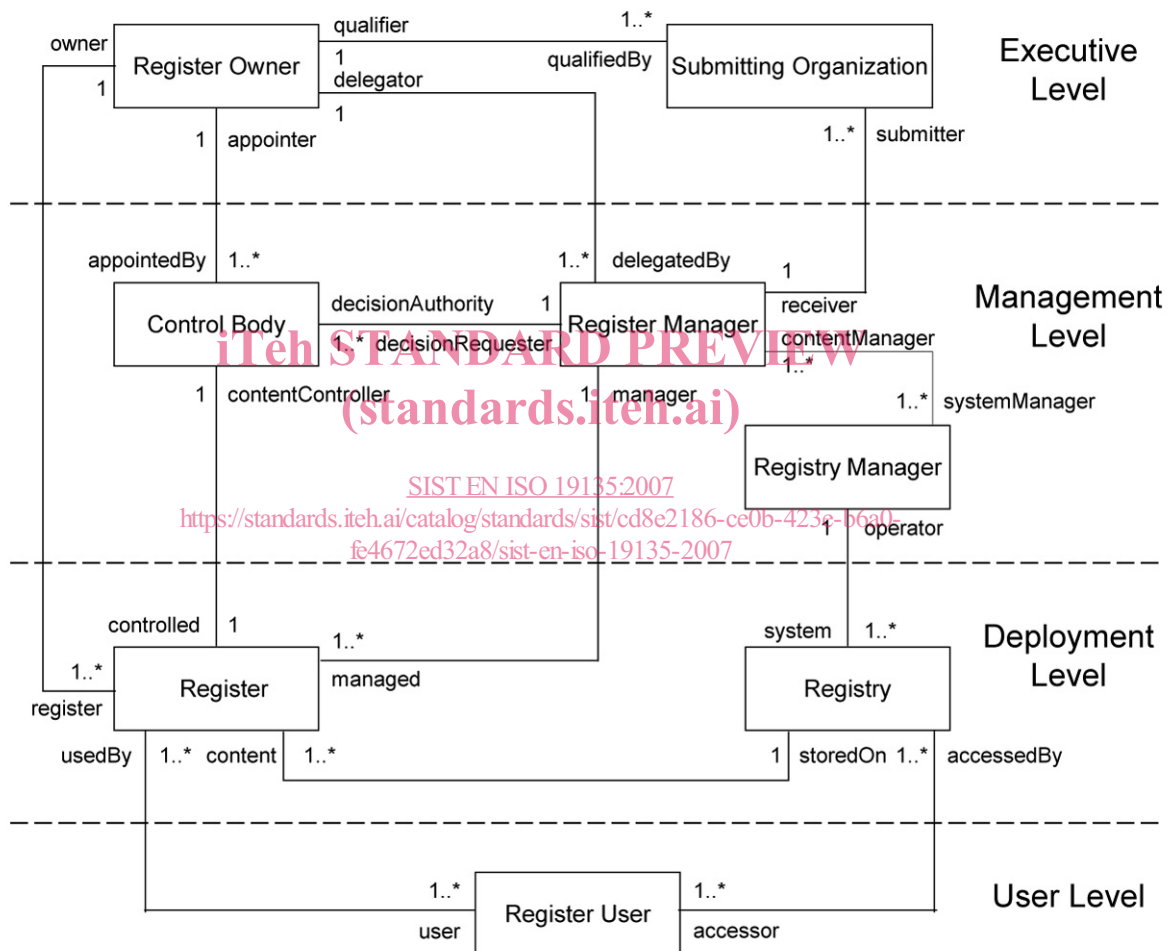 qualifier
1..*
owner
Register Owner
1
qualifiedBy
Submitting Organization
Executive
Level
1
delegator
1
1
appointer
1..*
submitter
appointedBy
1..*
1..*
delegatedBy
1
receiver
Management
Level
Control Body
decisionAuthority
1
Register Manager
1..*
decisionRequester
contentManager
1..*
iTeh STANDARD PREVIEW
(standards.iteh.ai)
1
contentController
1
manager
1..*
systemManager
Registry Manager
SIST EN ISO 19135:2007
https://standards.iteh.ai/catalog/standards/sist/cd8e2186-ce0b-423e-b6a0-
fe4672ed32a8/sist-en-iso-19135-2007
1
operator
controlled
1
1..*
managed
system
1..*
Deployment
Level
1..*
register
Register
Registry
usedBy
1..*
content
1..*
1
storedOn
1..*
accessedBy
1..*
user
Register User
1..*
accessor
User Level